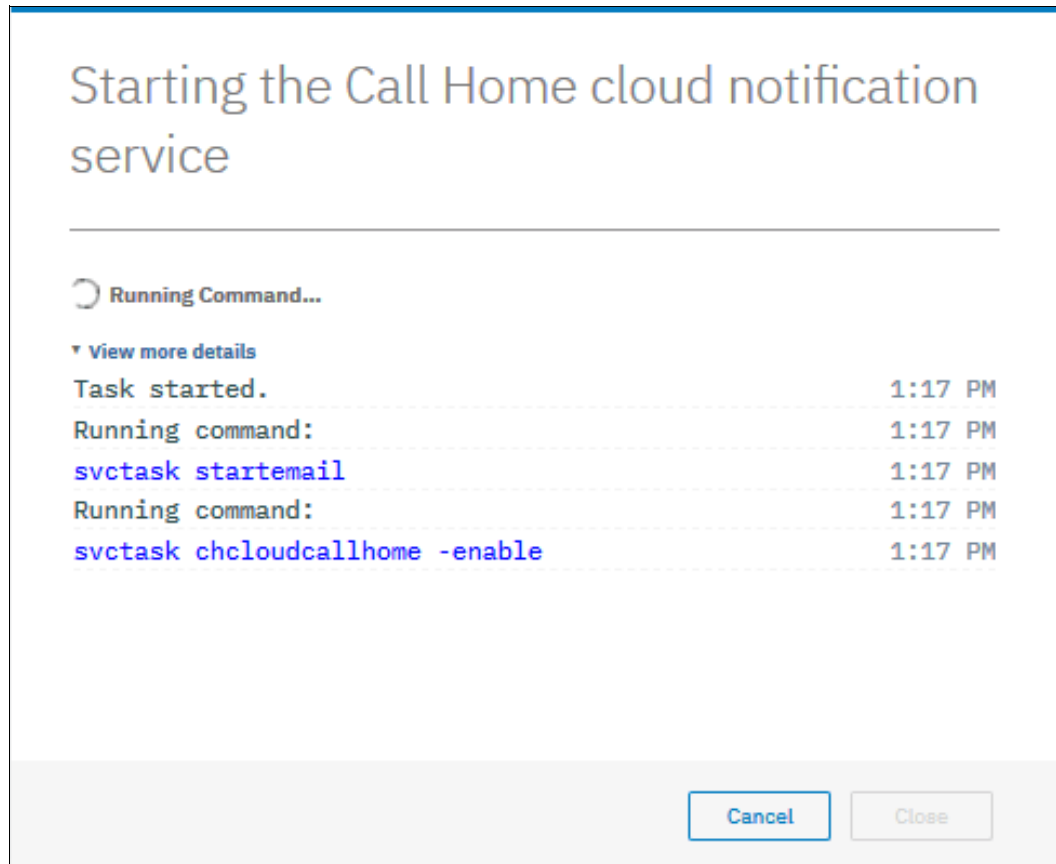 Starting the Call Home cloud notification
service
Running Command...
View more details
Task started. 1:17 PM
Running command: 1:17 PM
svctask startemail 1:17 PM
Running command: 1:17 PM
svctask chcloudcallhome -enable 1:17 PM
Cancel Close